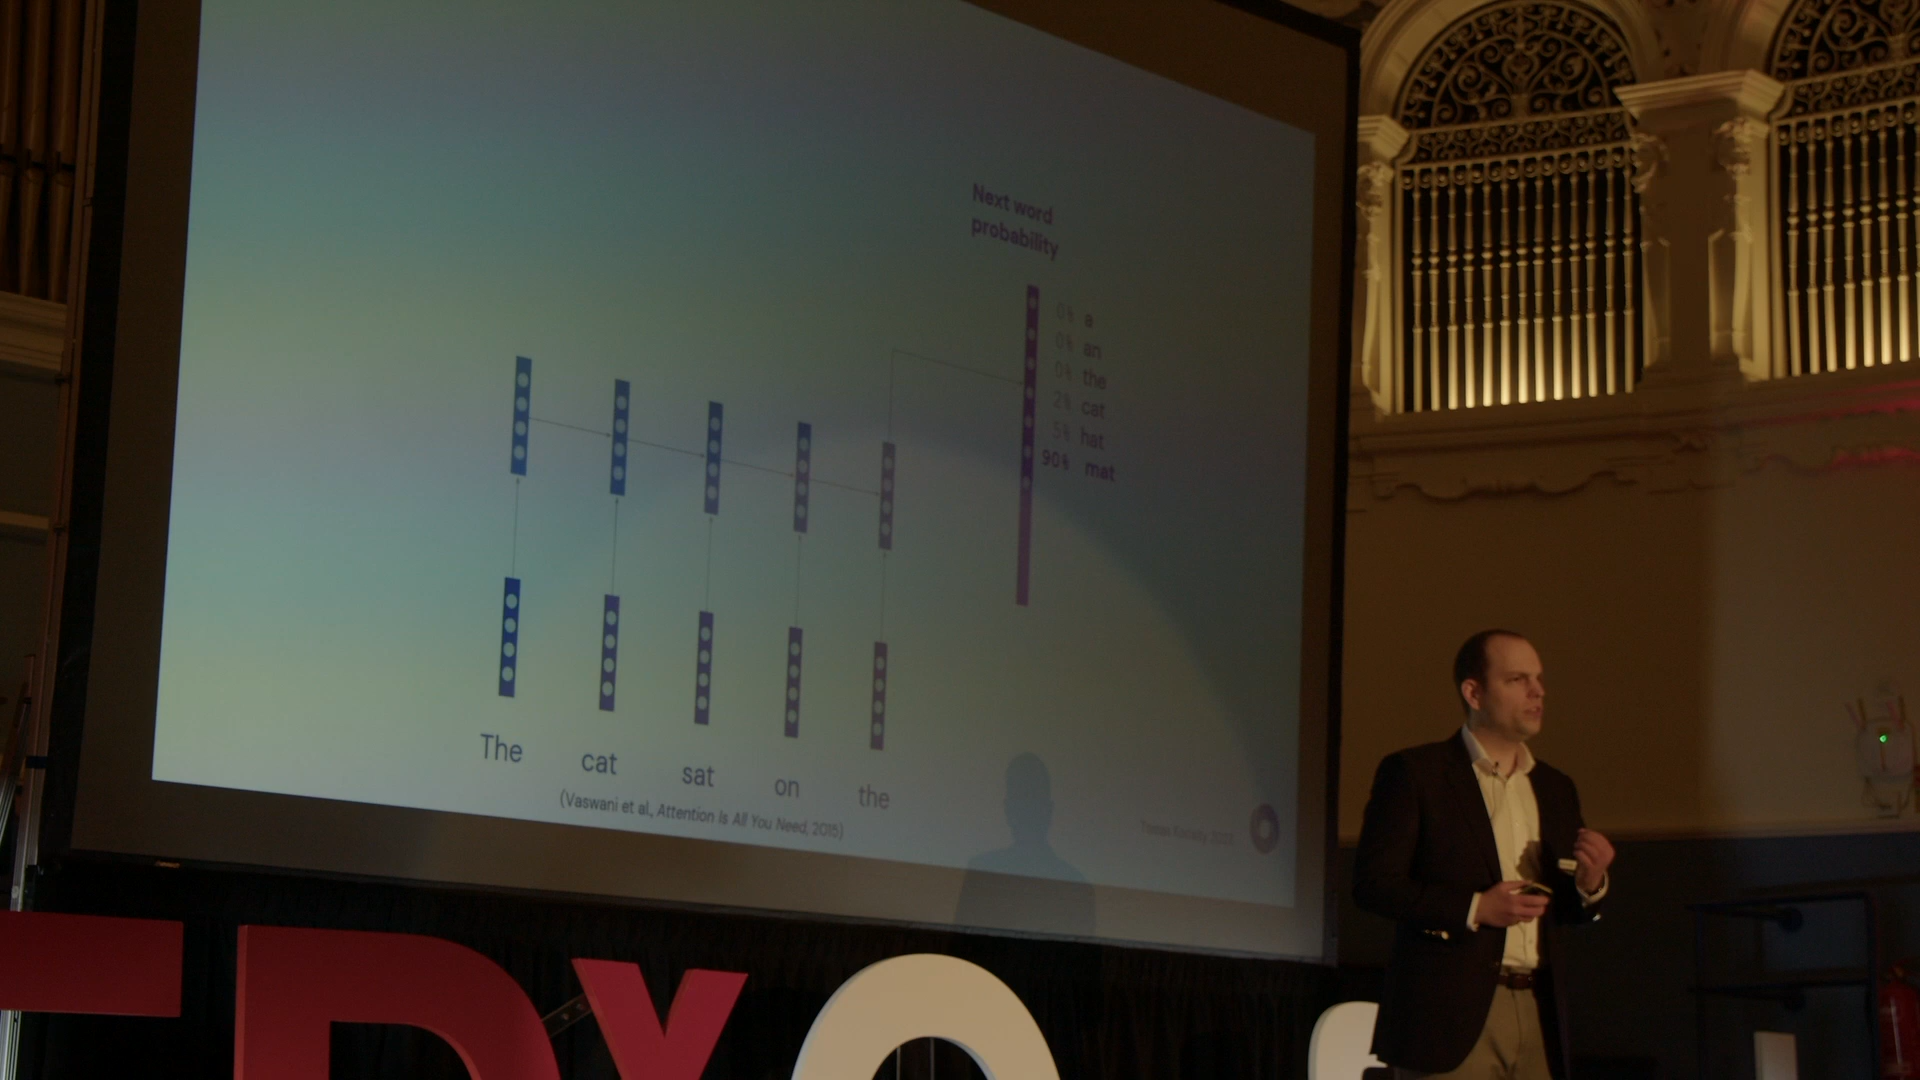 Next word
probability
0% a
0% an
0% the
2% cat
5% hat
90% mat
The cat sat on the
(Vaswani et al., Attention Is All You Need, 2015)
TEDxO